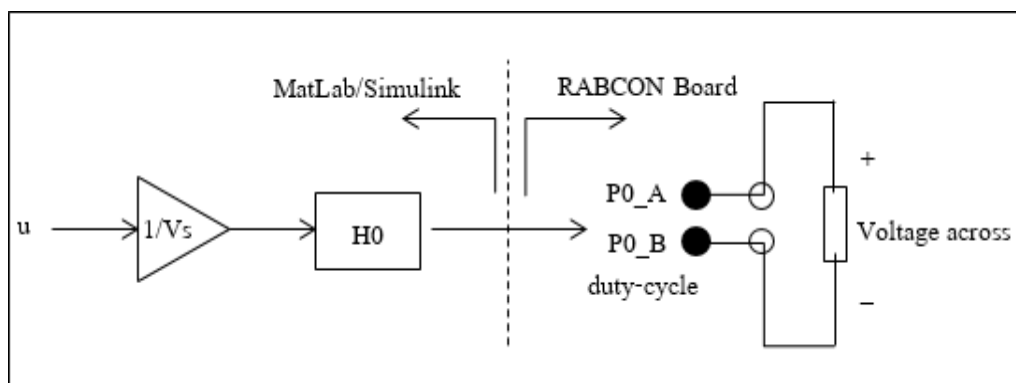 MatLab/Simulink
RABCON Board
u
1/Vs
H0
P0_A
P0_B
duty-cycle
+
Voltage across
−